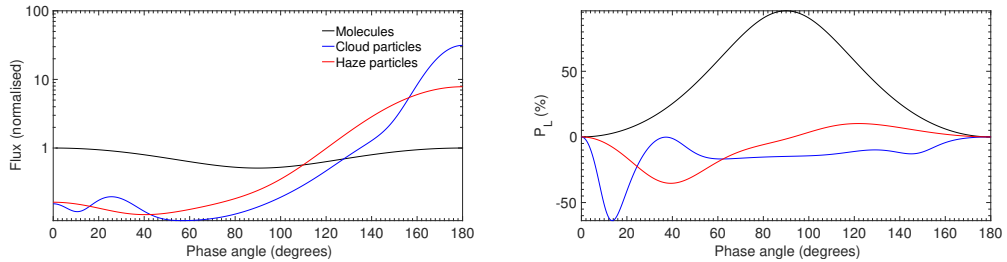 100
10
1
Flux (normalised)
0 20 40 60 80 100 120 140 160 180
Phase angle (degrees)
Molecules
Cloud particles
Haze particles
50
0
-50
P_L (%)
0 20 40 60 80 100 120 140 160 180
Phase angle (degrees)